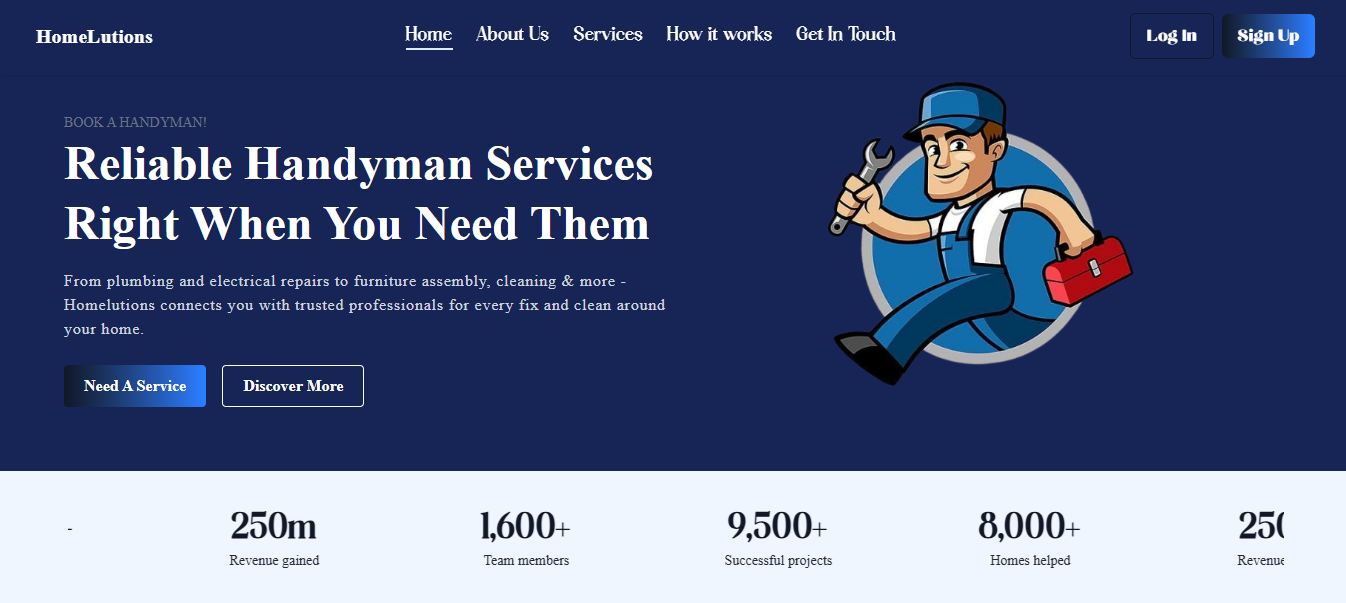 HomeLutions
Home
About Us
Services
How it works
Get In Touch
Log In
Sign Up
BOOK A HANDYMAN!
Reliable Handyman Services
Right When You Need Them
From plumbing and electrical repairs to furniture assembly, cleaning & more -
Homelutions connects you with trusted professionals for every fix and clean around
your home.
Need A Service
Discover More
-
250m
Revenue gained
1,600+
Team members
9,500+
Successful projects
8,000+
Homes helped
250
Revenue